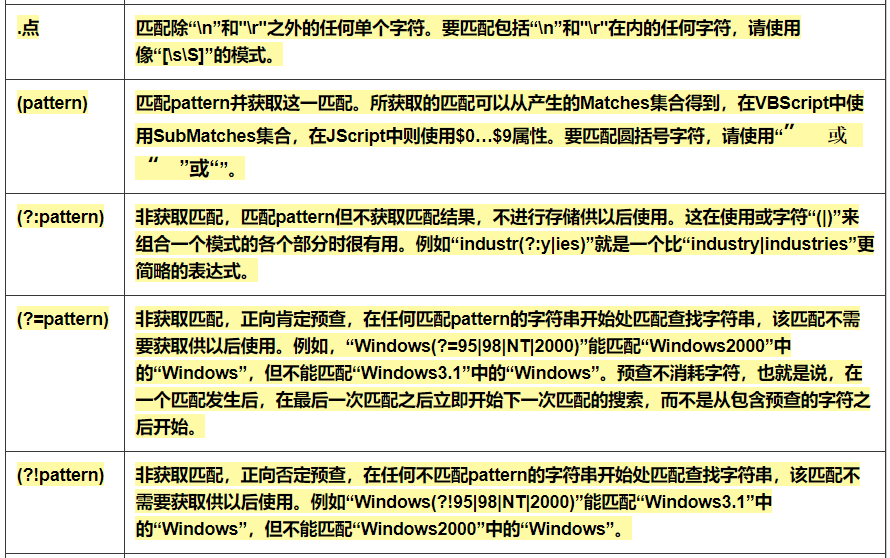 .点
匹配除“\n”和"\r"之外的任何单个字符。要匹配包括“\n”和"\r"在内的任何字符，请使用
像“[\s\S]”的模式。
(pattern)
匹配pattern并获取这一匹配。所获取的匹配可以从产生的Matches集合得到，在VBScript中使
用SubMatches集合，在JScript中则使用$0…$9属性。要匹配圆括号字符，请使用“” 或
“ ”或“”。
(?:pattern)
非获取匹配，匹配pattern但不获取匹配结果，不进行存储供以后使用。这在使用或字符“(|)”来
组合一个模式的各个部分时很有用。例如“industr(?:y|ies)”就是一个比“industry|industries”更
简略的表达式。
(?=pattern)
非获取匹配，正向肯定预查，在任何匹配pattern的字符串开始处匹配查找字符串，该匹配不需
要获取供以后使用。例如，“Windows(?=95|98|NT|2000)”能匹配“Windows2000”中
的“Windows”，但不能匹配“Windows3.1”中的“Windows”。预查不消耗字符，也就是说，在
一个匹配发生后，在最后一次匹配之后立即开始下一次匹配的搜索，而不是从包含预查的字符之
后开始。
(?!pattern)
非获取匹配，正向否定预查，在任何不匹配pattern的字符串开始处匹配查找字符串，该匹配不
需要获取供以后使用。例如“Windows(?!95|98|NT|2000)”能匹配“Windows3.1”中
的“Windows”，但不能匹配“Windows2000”中的“Windows”。